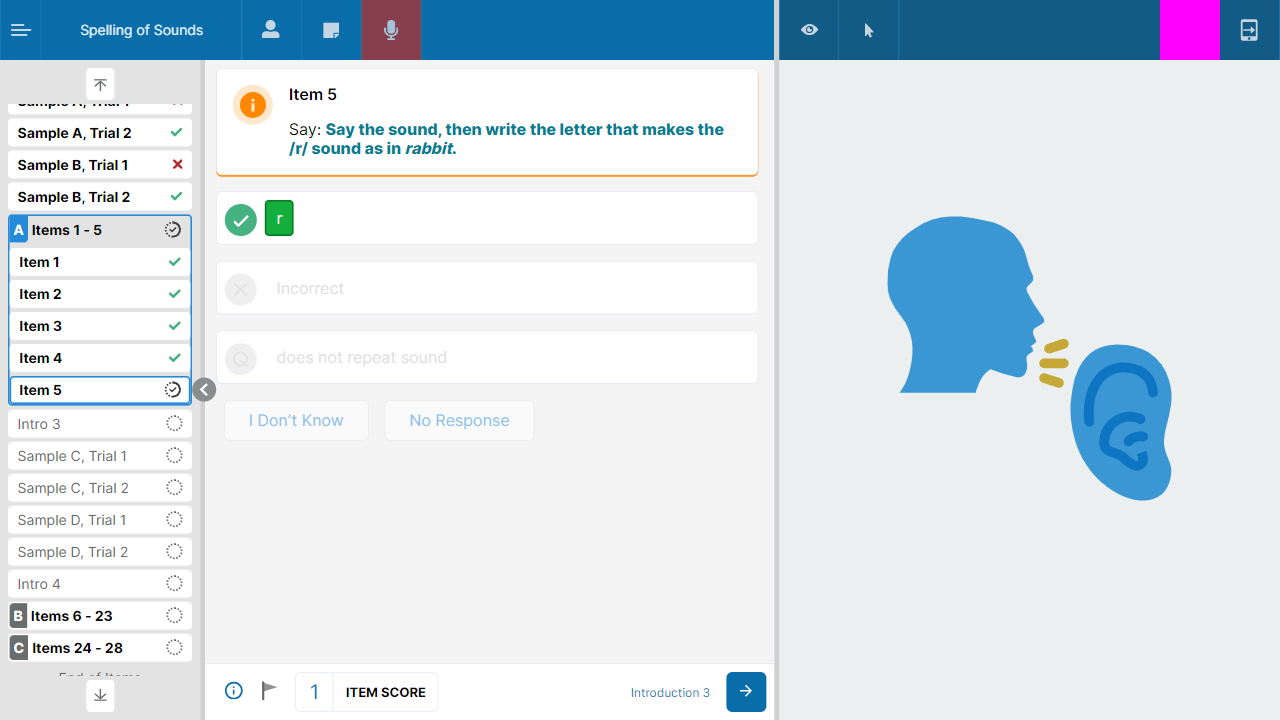 Spelling of Sounds
Sample A, Trial 2
Sample B, Trial 1
Sample B, Trial 2
A Items 1 - 5
Item 1
Item 2
Item 3
Item 4
Item 5
Intro 3
Sample C, Trial 1
Sample C, Trial 2
Sample D, Trial 1
Sample D, Trial 2
Intro 4
B Items 6 - 23
C Items 24 - 28
End of Items
Item 5
Say: Say the sound, then write the letter that makes the
/r/ sound as in rabbit.
r
Incorrect
Q does not repeat sound
I Don't Know No Response
1 ITEM SCORE
Introduction 3